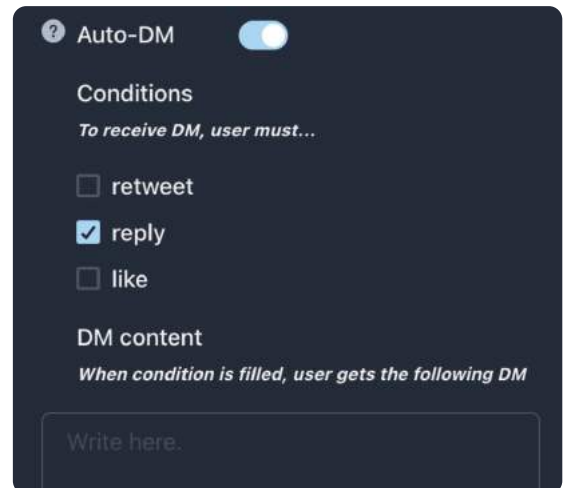 ? Auto-DM
Conditions
To receive DM, user must...
retweet
reply
like
DM content
When condition is filled, user gets the following DM
Write here.